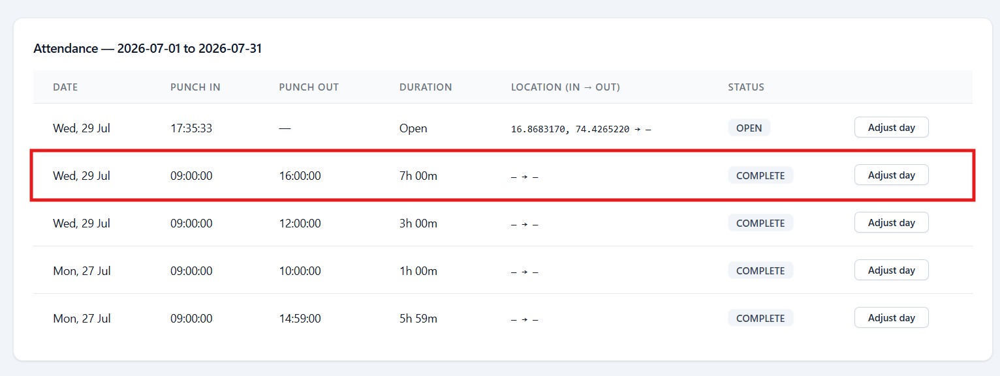 Attendance — 2026-07-01 to 2026-07-31
DATE PUNCH IN PUNCH OUT DURATION LOCATION (IN → OUT) STATUS
Wed, 29 Jul 17:35:33 — Open 16.8683170, 74.4265220 → — OPEN Adjust day
Wed, 29 Jul 09:00:00 16:00:00 7h 00m — → — COMPLETE Adjust day
Wed, 29 Jul 09:00:00 12:00:00 3h 00m — → — COMPLETE Adjust day
Mon, 27 Jul 09:00:00 10:00:00 1h 00m — → — COMPLETE Adjust day
Mon, 27 Jul 09:00:00 14:59:00 5h 59m — → — COMPLETE Adjust day